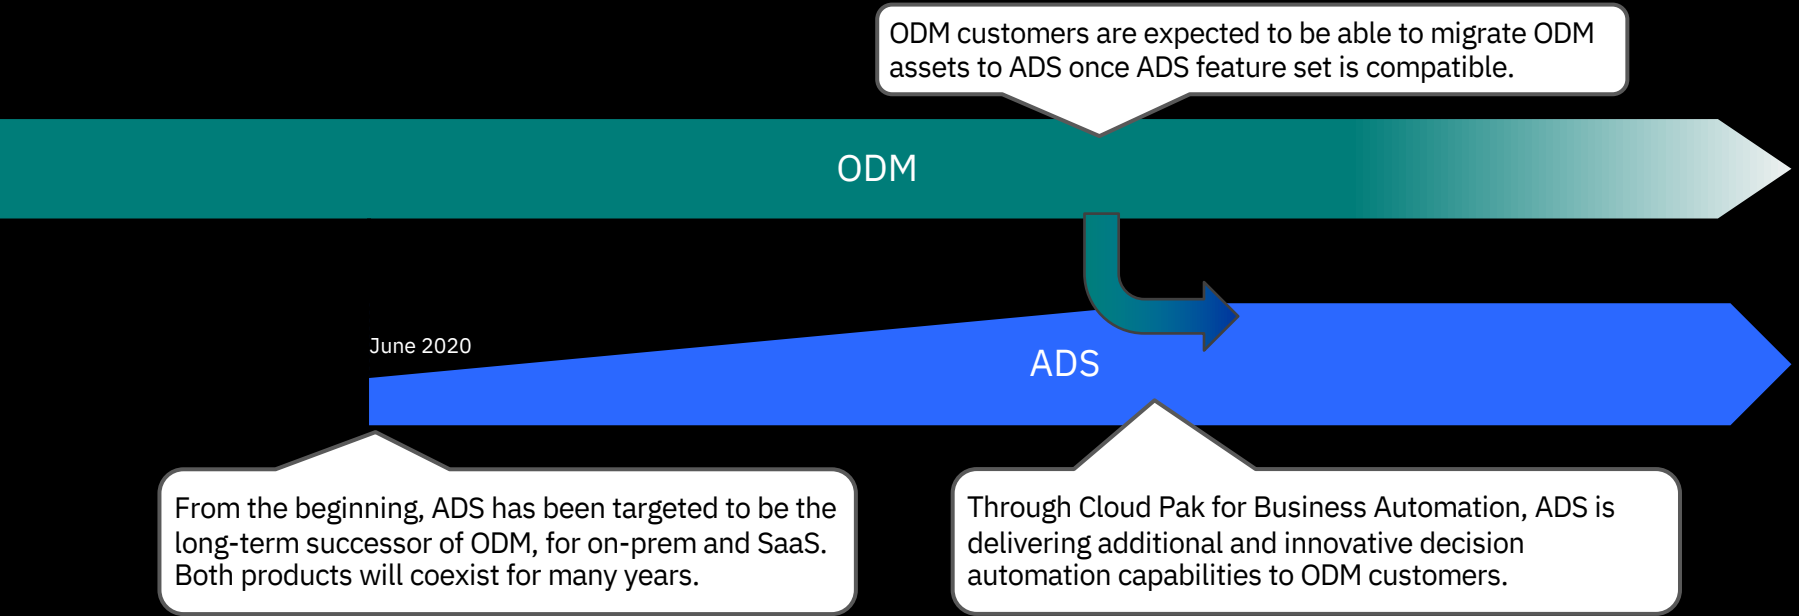 ODM customers are expected to be able to migrate ODM
assets to ADS once ADS feature set is compatible.
ODM
June 2020
ADS
From the beginning, ADS has been targeted to be the
long-term successor of ODM, for on-prem and SaaS.
Both products will coexist for many years.
Through Cloud Pak for Business Automation, ADS is
delivering additional and innovative decision
automation capabilities to ODM customers.